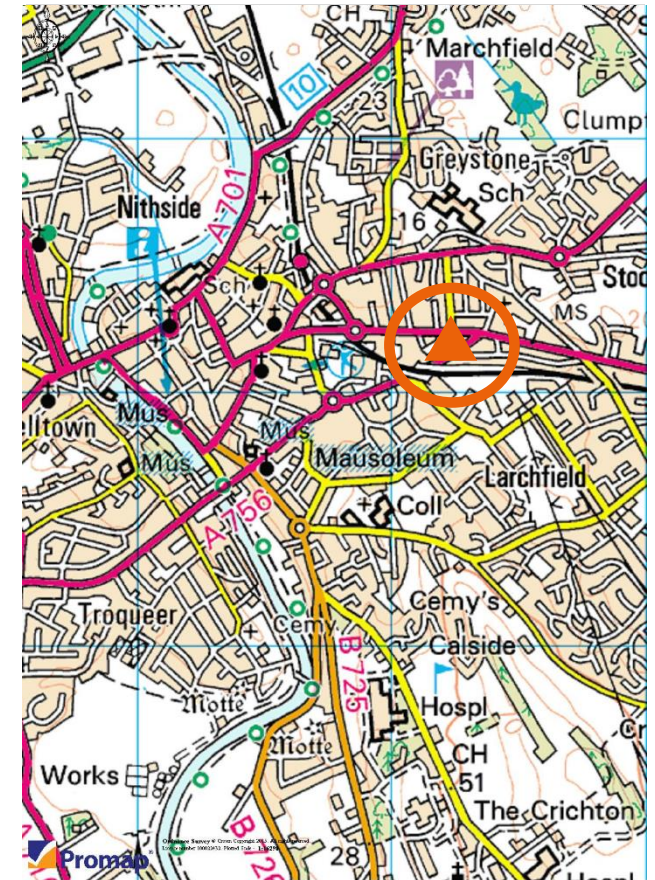 CH
Marchfield
10
23
Clump
Greystone
Sch
A 701
Nithside
16
Sch
Stoo
MS
Mus
elltown
Mus
Mus
Mausoleum
Larchfield
Coll
A 756
Cemy's
Troqueer
Cemy
B 725
Calside
Motte
Hospl
Motte
CH
Works
51
The Crichton
Promap
28
Hospl